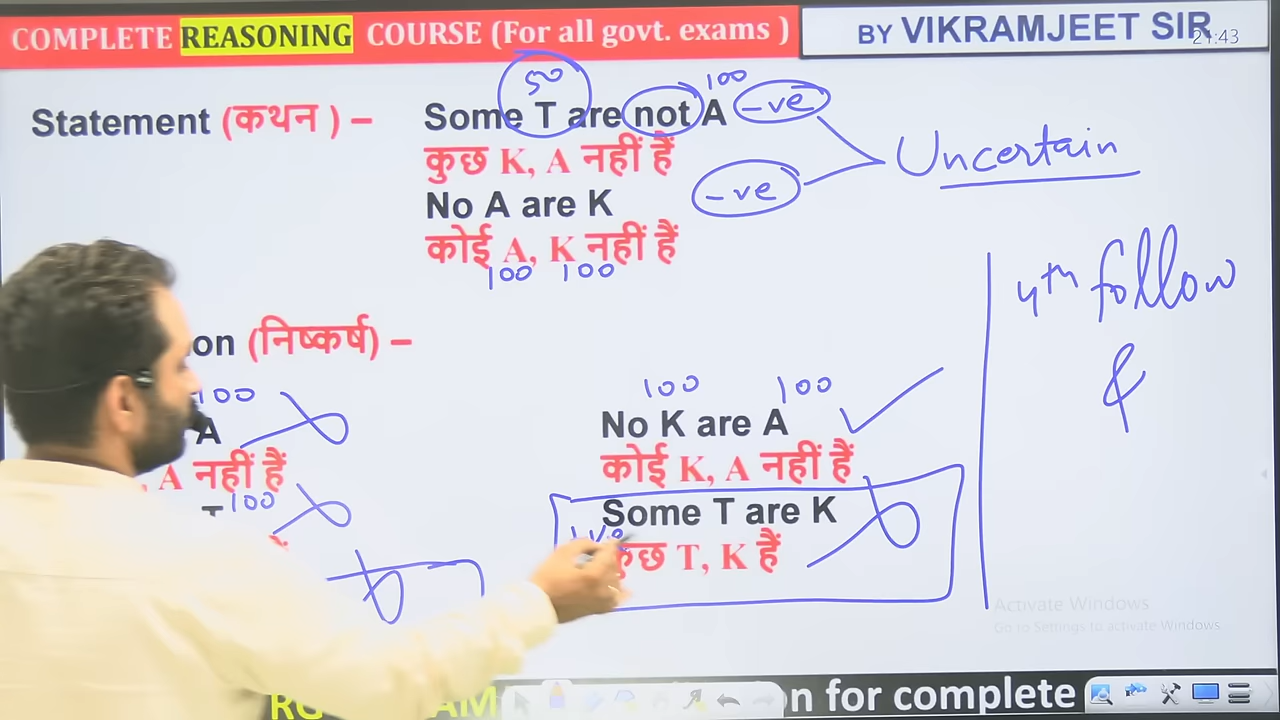 COMPLETE REASONING COURSE (For all govt. exams )
BY VIKRAMJEET SIR
21:43
50
100
Statement (कथन ) – Some T are not A -ve
कुछ K, A नहीं हैं
Uncertain
-ve
No A are K
कोई A, K नहीं हैं
100 100
4th follow
&
on (निष्कर्ष) –
100
A
, A नहीं हैं
100
100 100
No K are A
कोई K, A नहीं हैं
Some T are K
+ve
कुछ T, K हैं
Activate Windows
Go to Settings to activate Windows.
n for complete